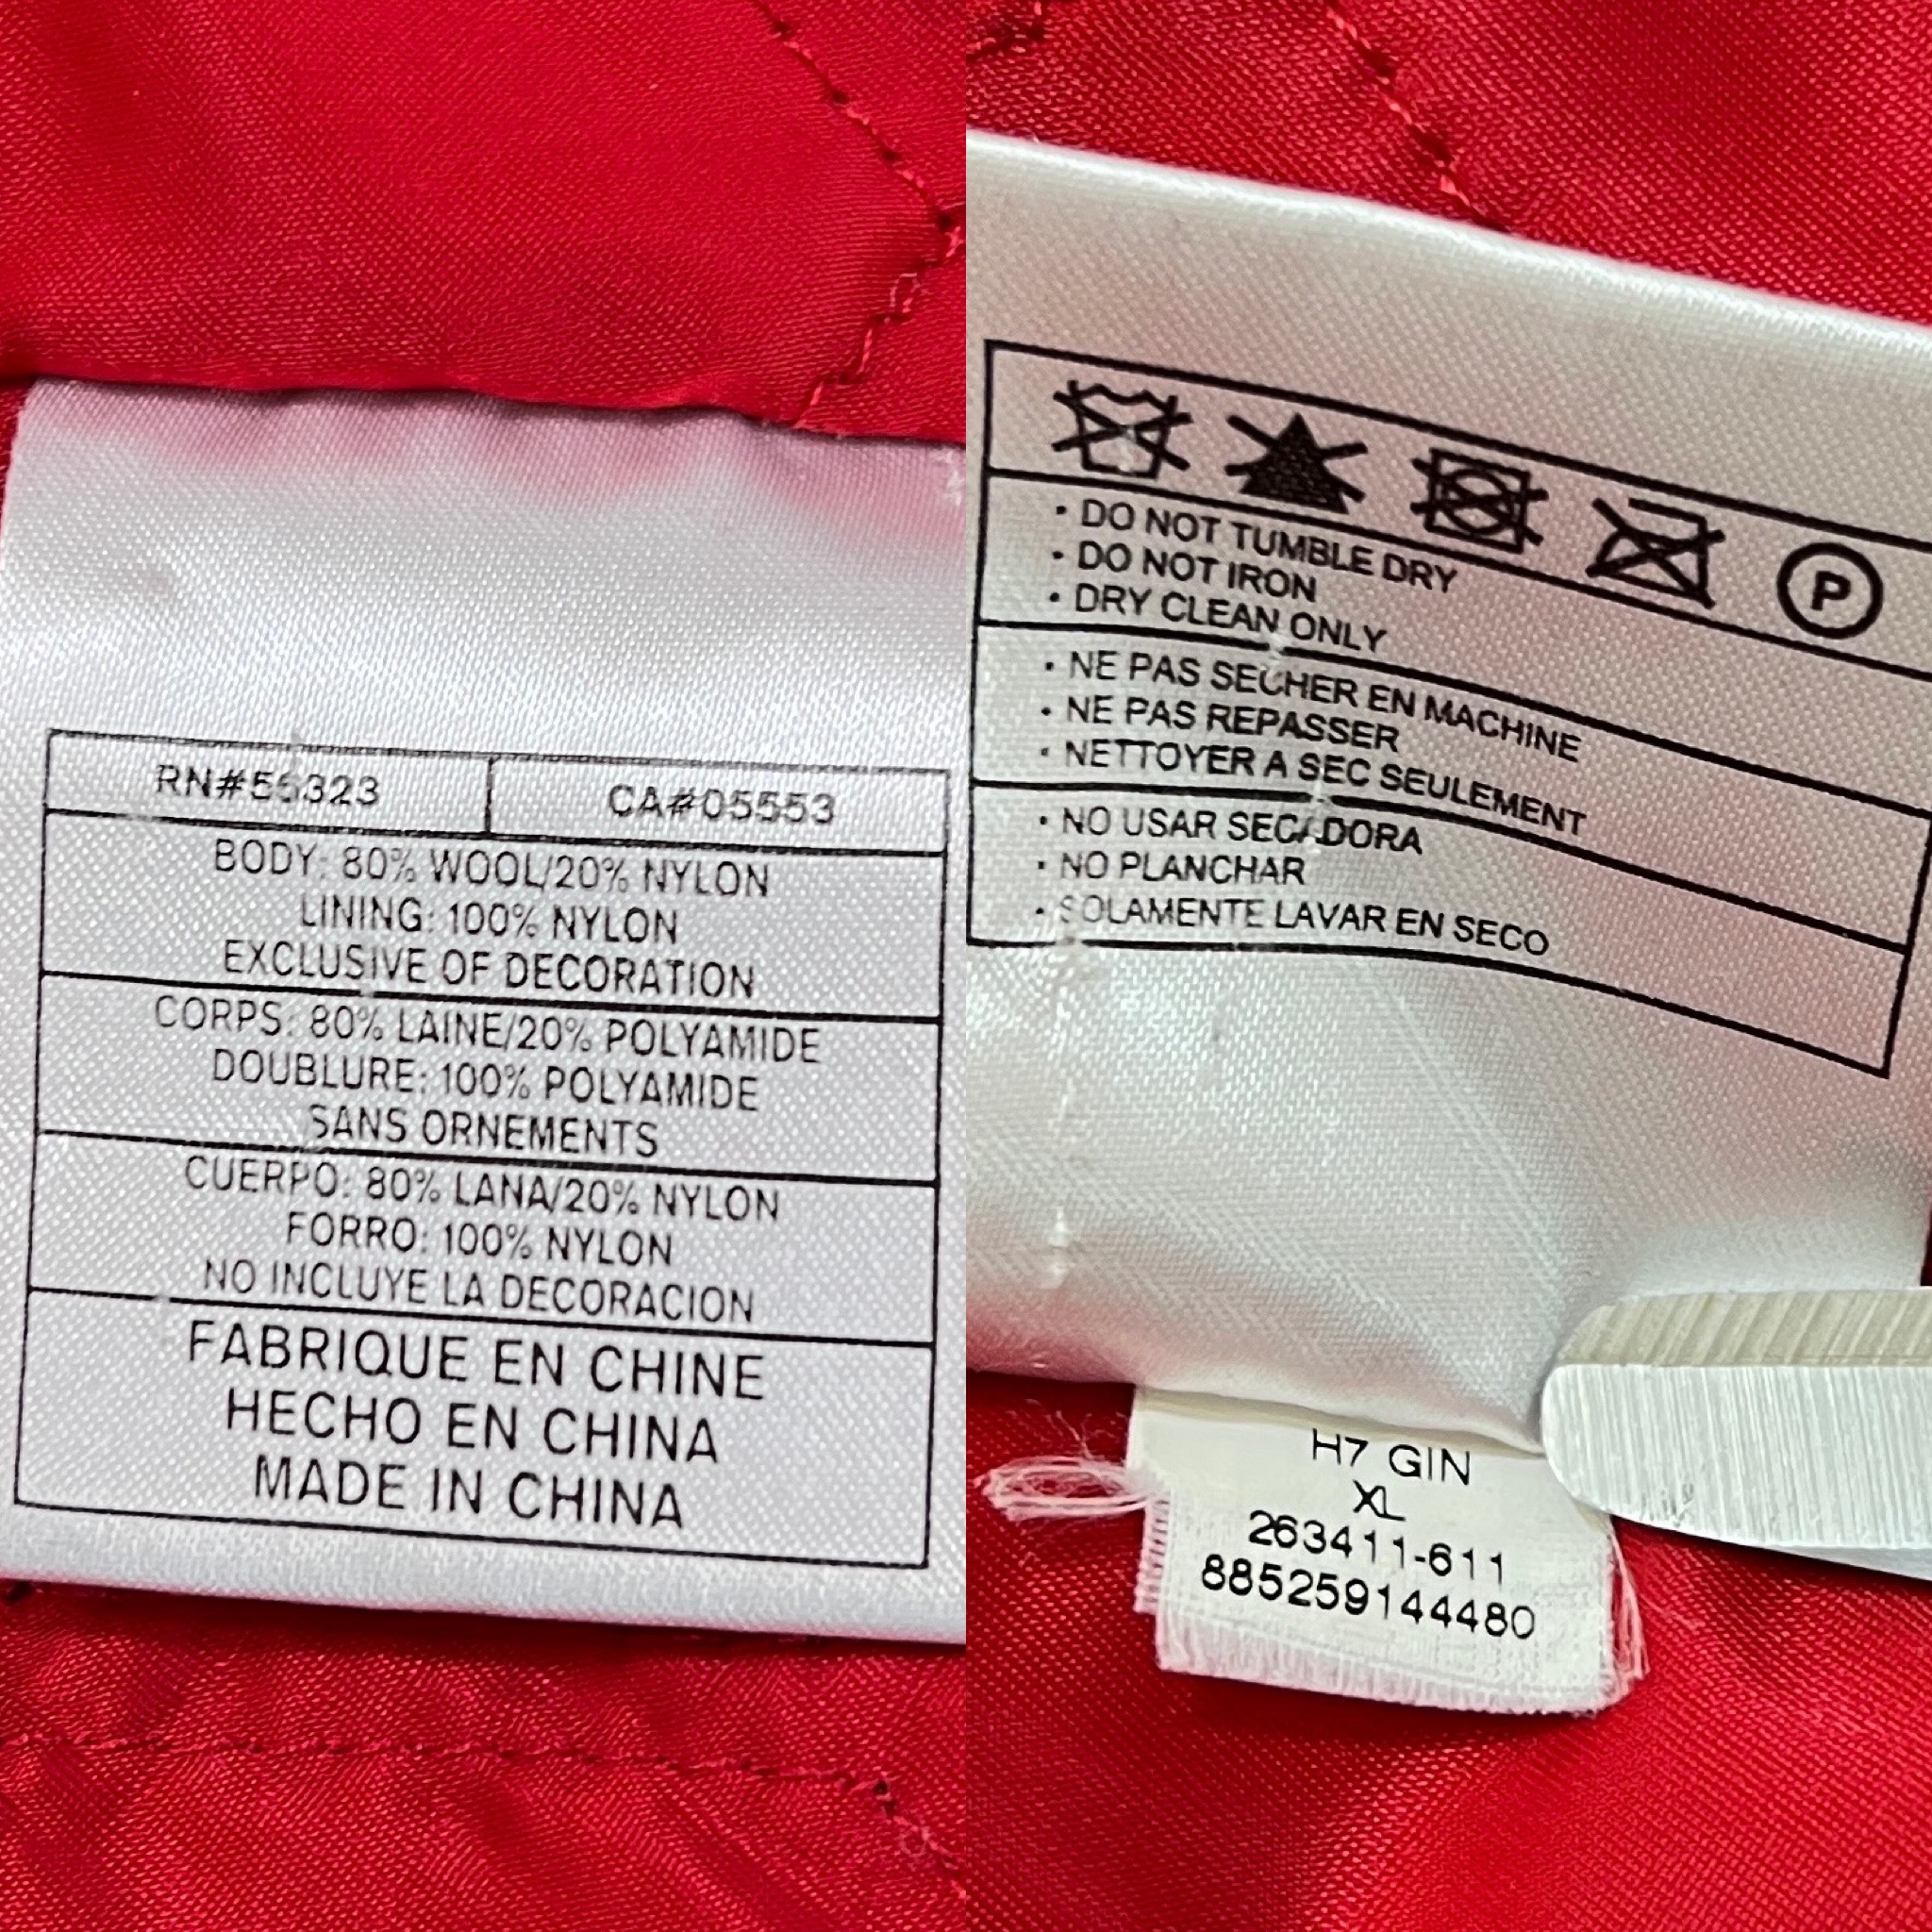 RN#56323
CA#05553
BODY: 80% WOOL/20% NYLON
LINING: 100% NYLON
EXCLUSIVE OF DECORATION
CORPS: 80% LAINE/20% POLYAMIDE
DOUBLURE: 100% POLYAMIDE
SANS ORNEMENTS
CUERPO: 80% LANA/20% NYLON
FORRO: 100% NYLON
NO INCLUYE LA DECORACION
FABRIQUE EN CHINE
HECHO EN CHINA
MADE IN CHINA
P
• DO NOT TUMBLE DRY
• DO NOT IRON
• DRY CLEAN ONLY
• NE PAS SECHER EN MACHINE
• NE PAS REPASSER
• NETTOYER A SEC SEULEMENT
• NO USAR SECADORA
• NO PLANCHAR
• SOLAMENTE LAVAR EN SECO
H7 GIN
XL
263411-611
885259144480